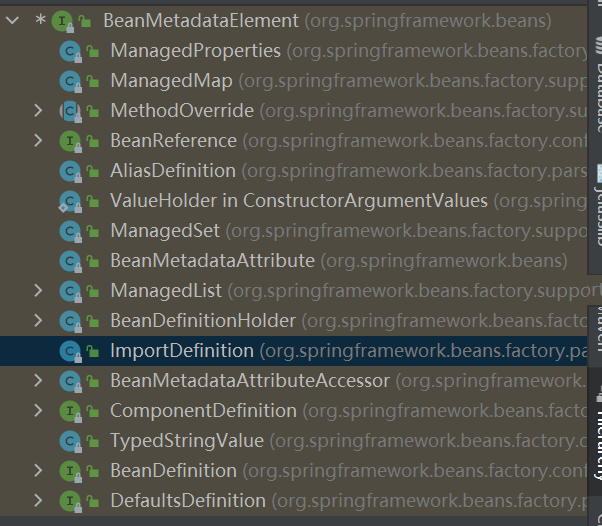 BeanMetadataElement (org.springframework.beans)
ManagedProperties (org.springframework.beans.factory
ManagedMap (org.springframework.beans.factory.supp
MethodOverride (org.springframework.beans.factory.su
BeanReference (org.springframework.beans.factory.conf
AliasDefinition (org.springframework.beans.factory.pars
ValueHolder in ConstructorArgumentValues (org.spring
ManagedSet (org.springframework.beans.factory.suppo
BeanMetadataAttribute (org.springframework.beans)
ManagedList (org.springframework.beans.factory.support
BeanDefinitionHolder (org.springframework.beans.facto
ImportDefinition (org.springframework.beans.factory.pa
BeanMetadataAttributeAccessor (org.springframework.
ComponentDefinition (org.springframework.beans.facto
TypedStringValue (org.springframework.beans.factory.c
BeanDefinition (org.springframework.beans.factory.conf
DefaultsDefinition (org.springframework.beans.factory.p
Database
jclasslib
Hierarchy